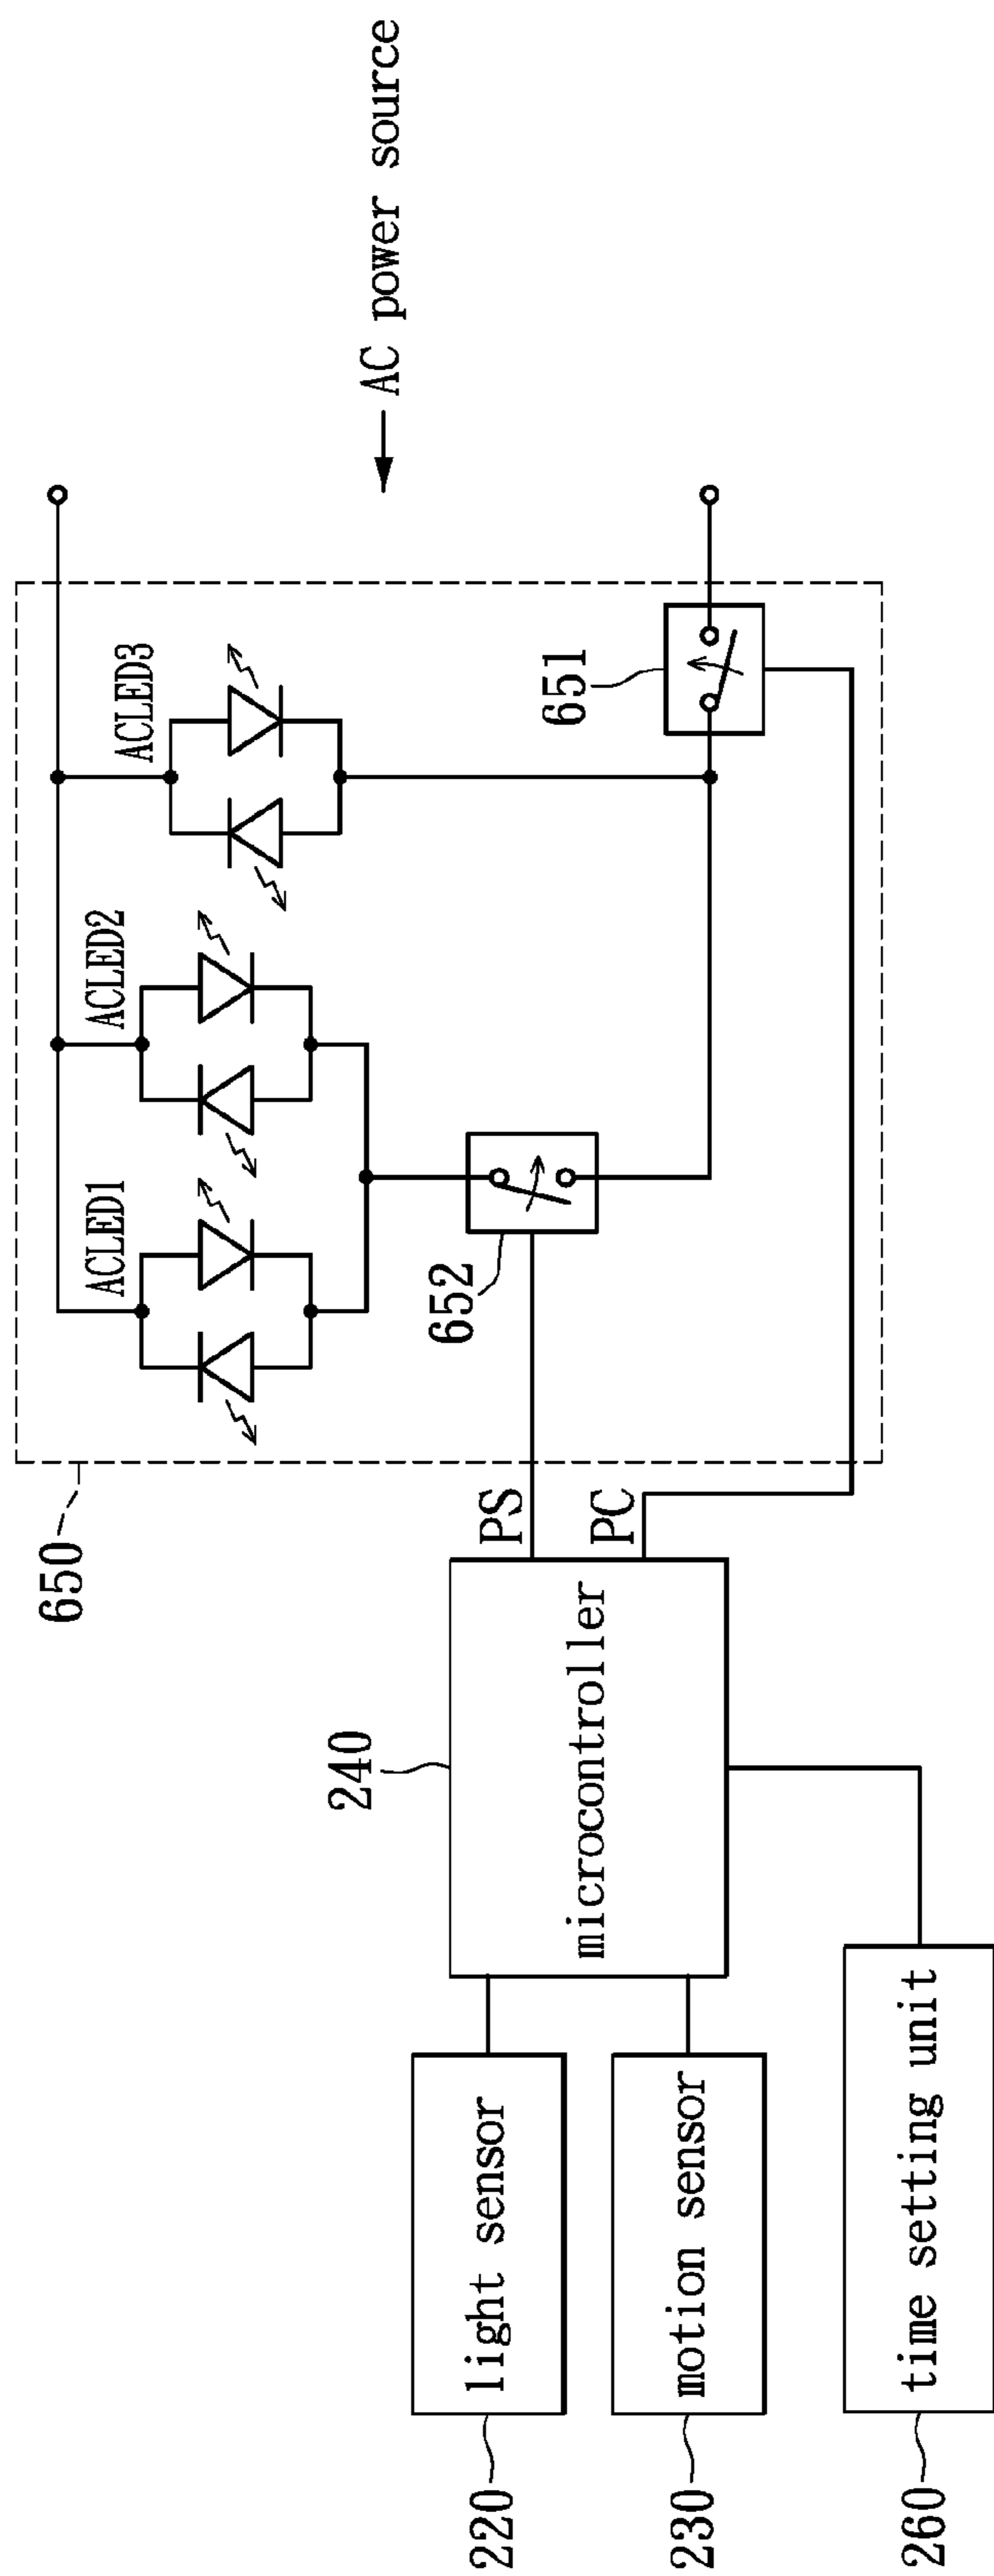 AC power source
ACLED3
ACLED2
ACLED1
651
652
650
PS
PC
240
microcontroller
light sensor
220
motion sensor
230
time setting unit
260